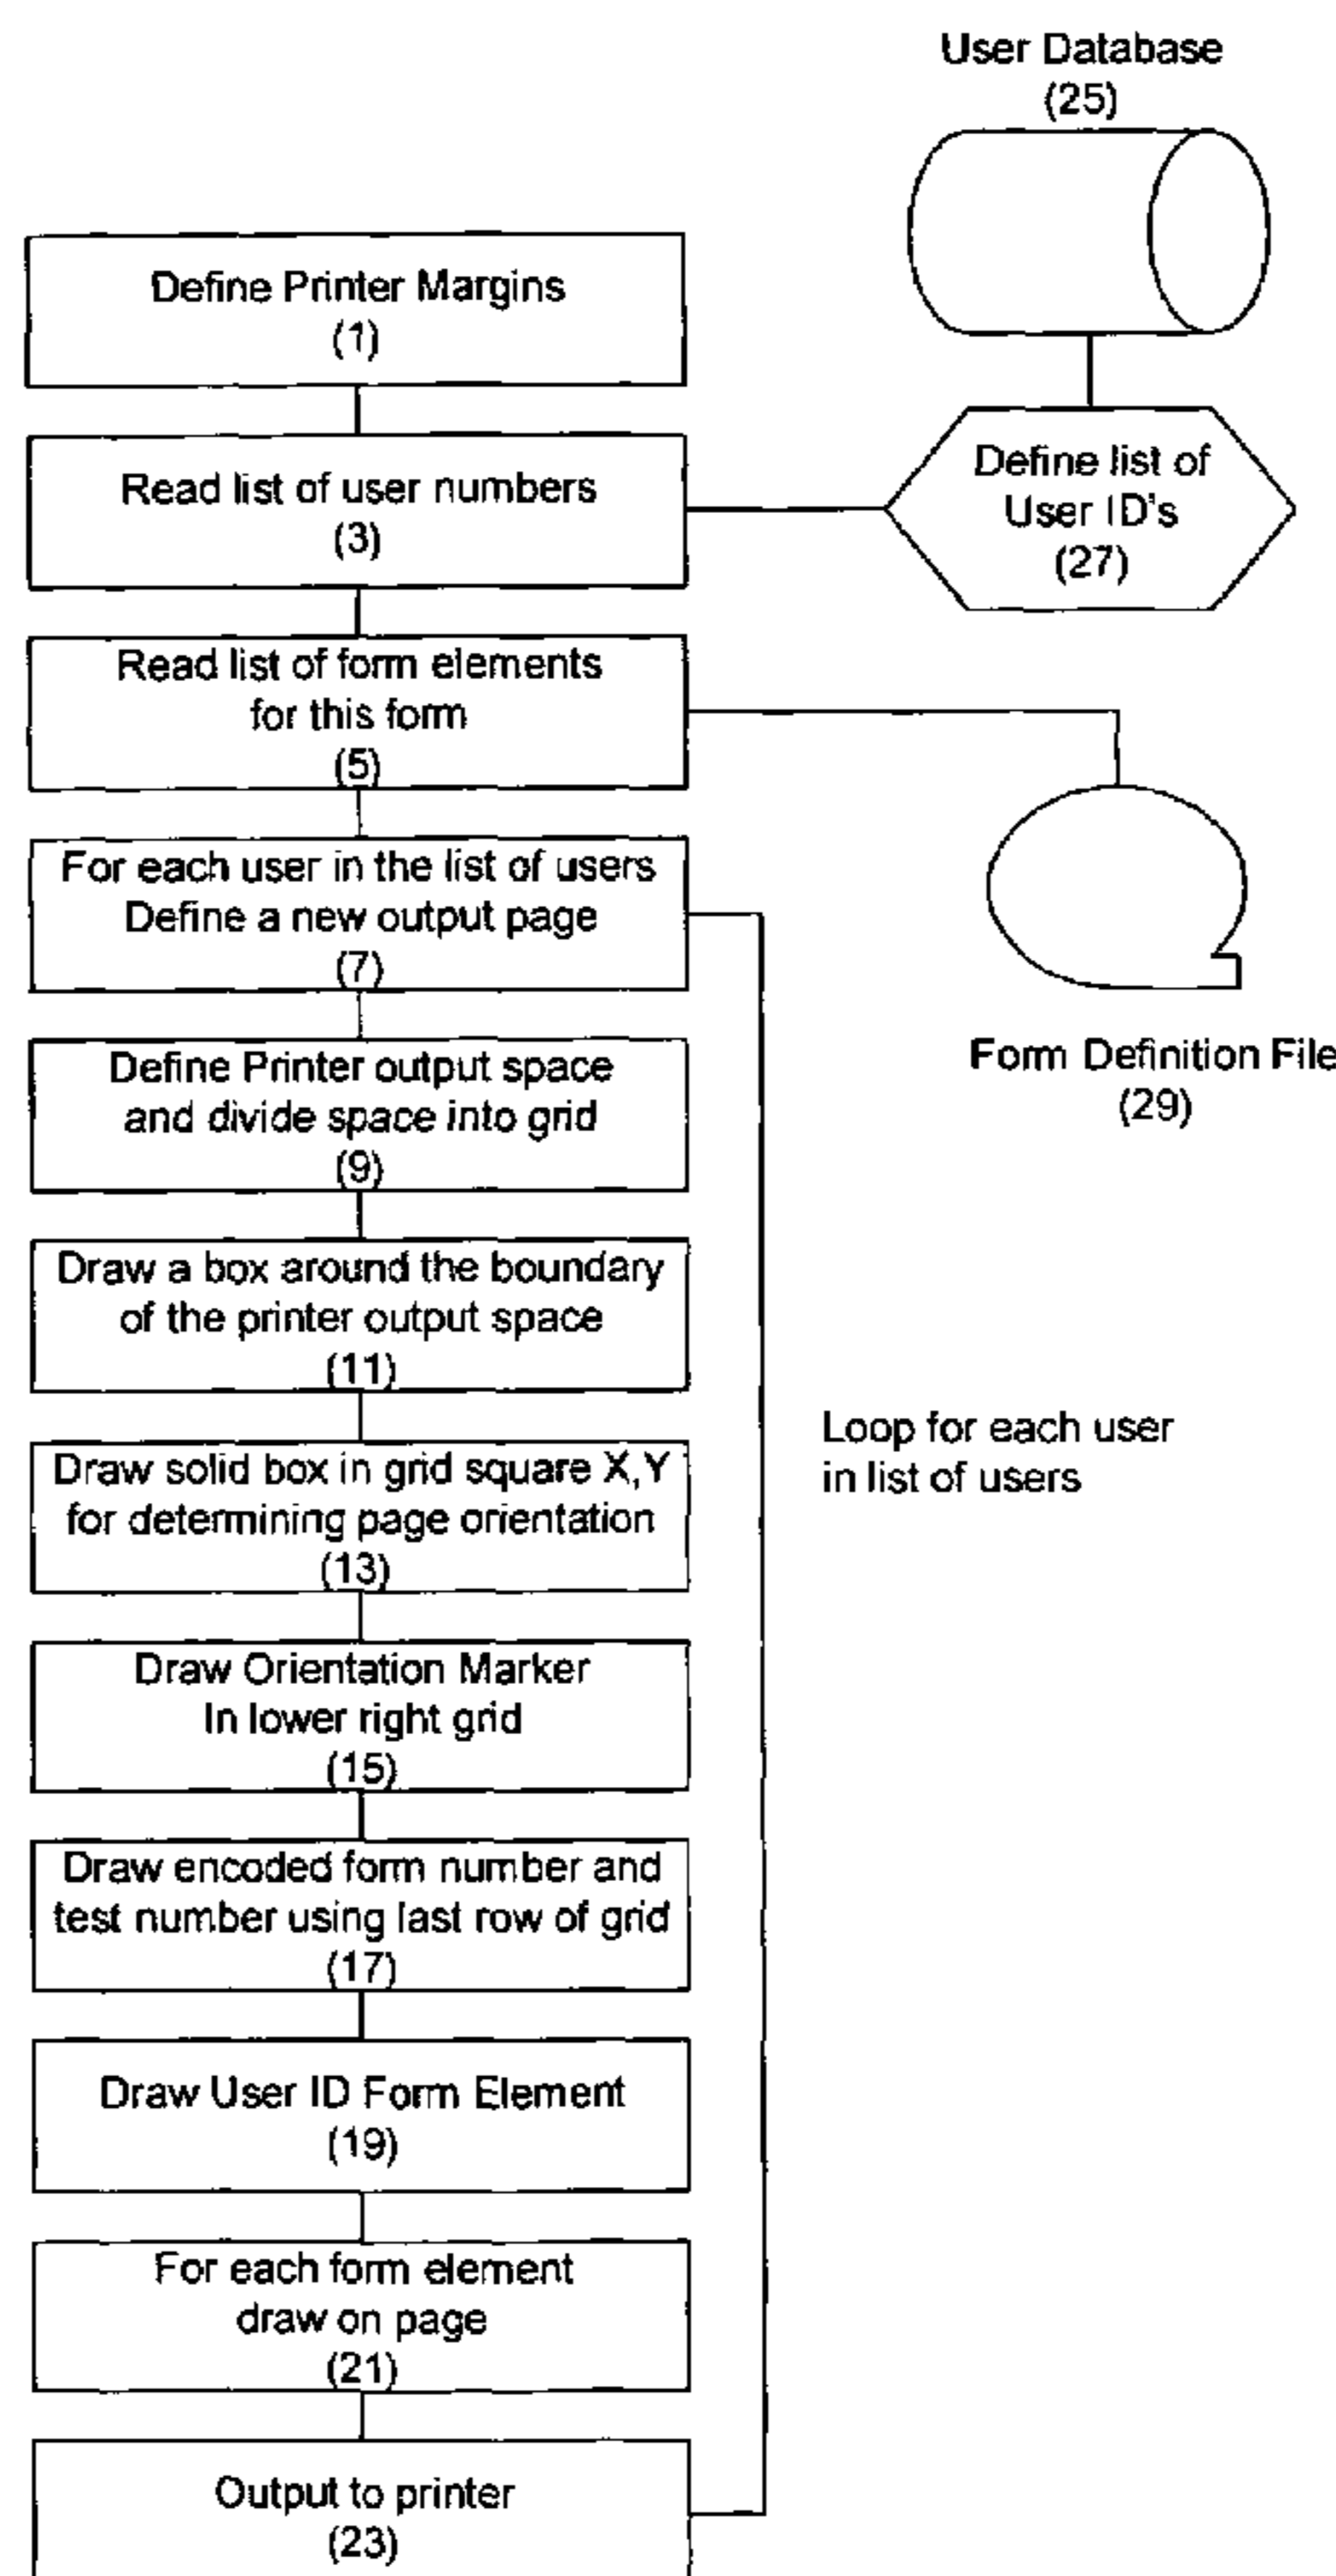 User Database
(25)
Define Printer Margins
(1)
Read list of user numbers
(3)
Define list of
User ID's
(27)
Read list of form elements
for this form
(5)
For each user in the list of users
Define a new output page
(7)
Define Printer output space
and divide space into grid
(9)
Form Definition File
(29)
Draw a box around the boundary
of the printer output space
(11)
Loop for each user
in list of users
Draw solid box in grid square X,Y
for determining page orientation
(13)
Draw Orientation Marker
In lower right grid
(15)
Draw encoded form number and
test number using last row of grid
(17)
Draw User ID Form Element
(19)
For each form element
draw on page
(21)
Output to printer
(23)